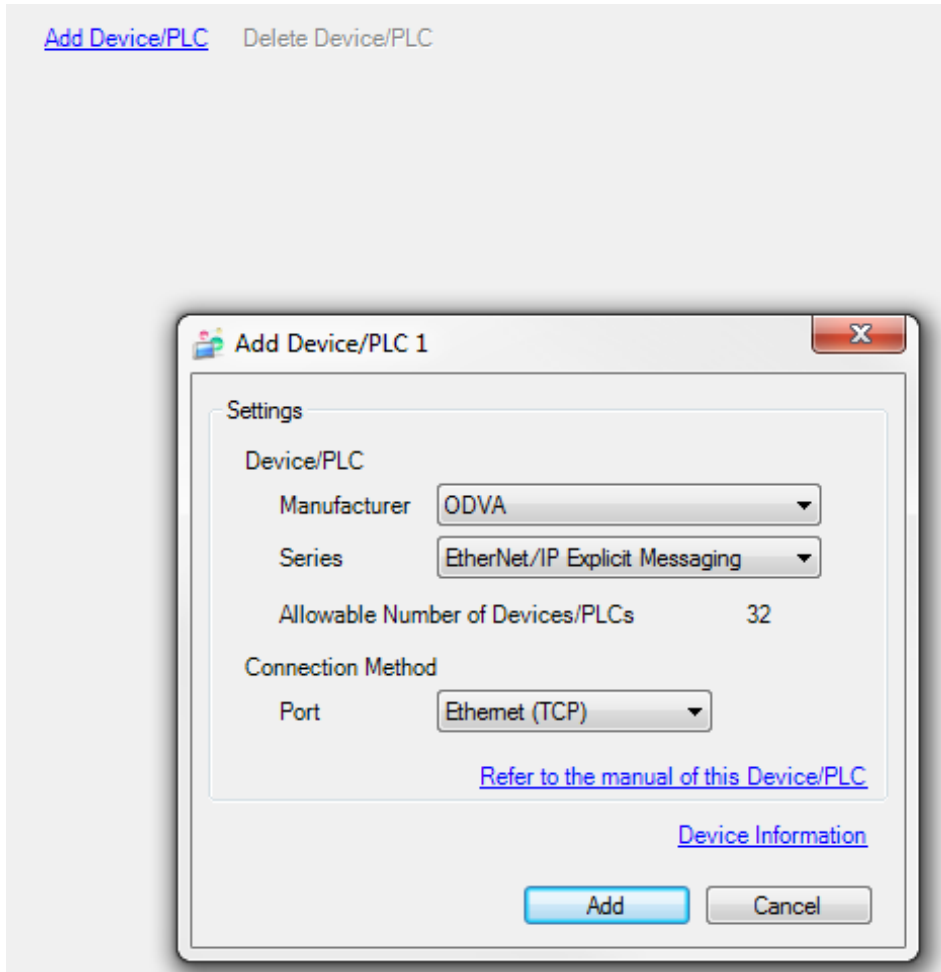 Add Device/PLC Delete Device/PLC
Add Device/PLC 1
Settings
Device/PLC
Manufacturer ODVA
Series EtherNet/IP Explicit Messaging
Allowable Number of Devices/PLCs 32
Connection Method
Port Ethernet (TCP)
Refer to the manual of this Device/PLC
Device Information
Add Cancel